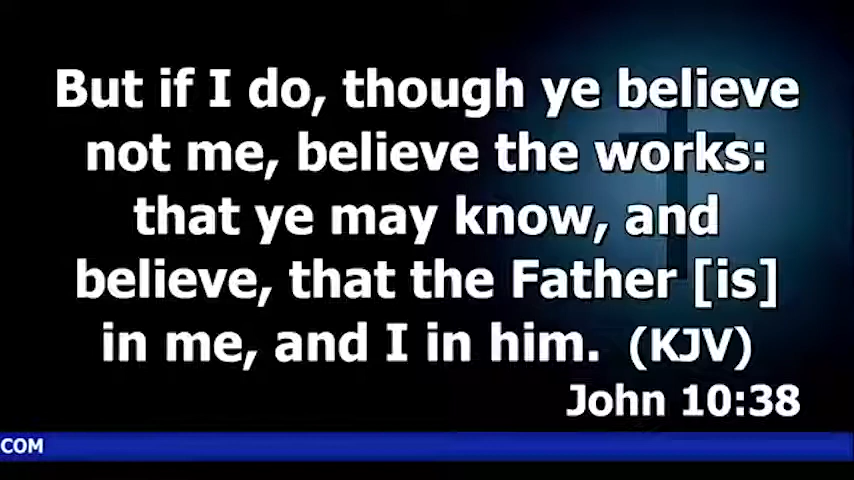 But if I do, though ye believe
not me, believe the works:
that ye may know, and
believe, that the Father [is]
in me, and I in him. (KJV)
John 10:38
COM